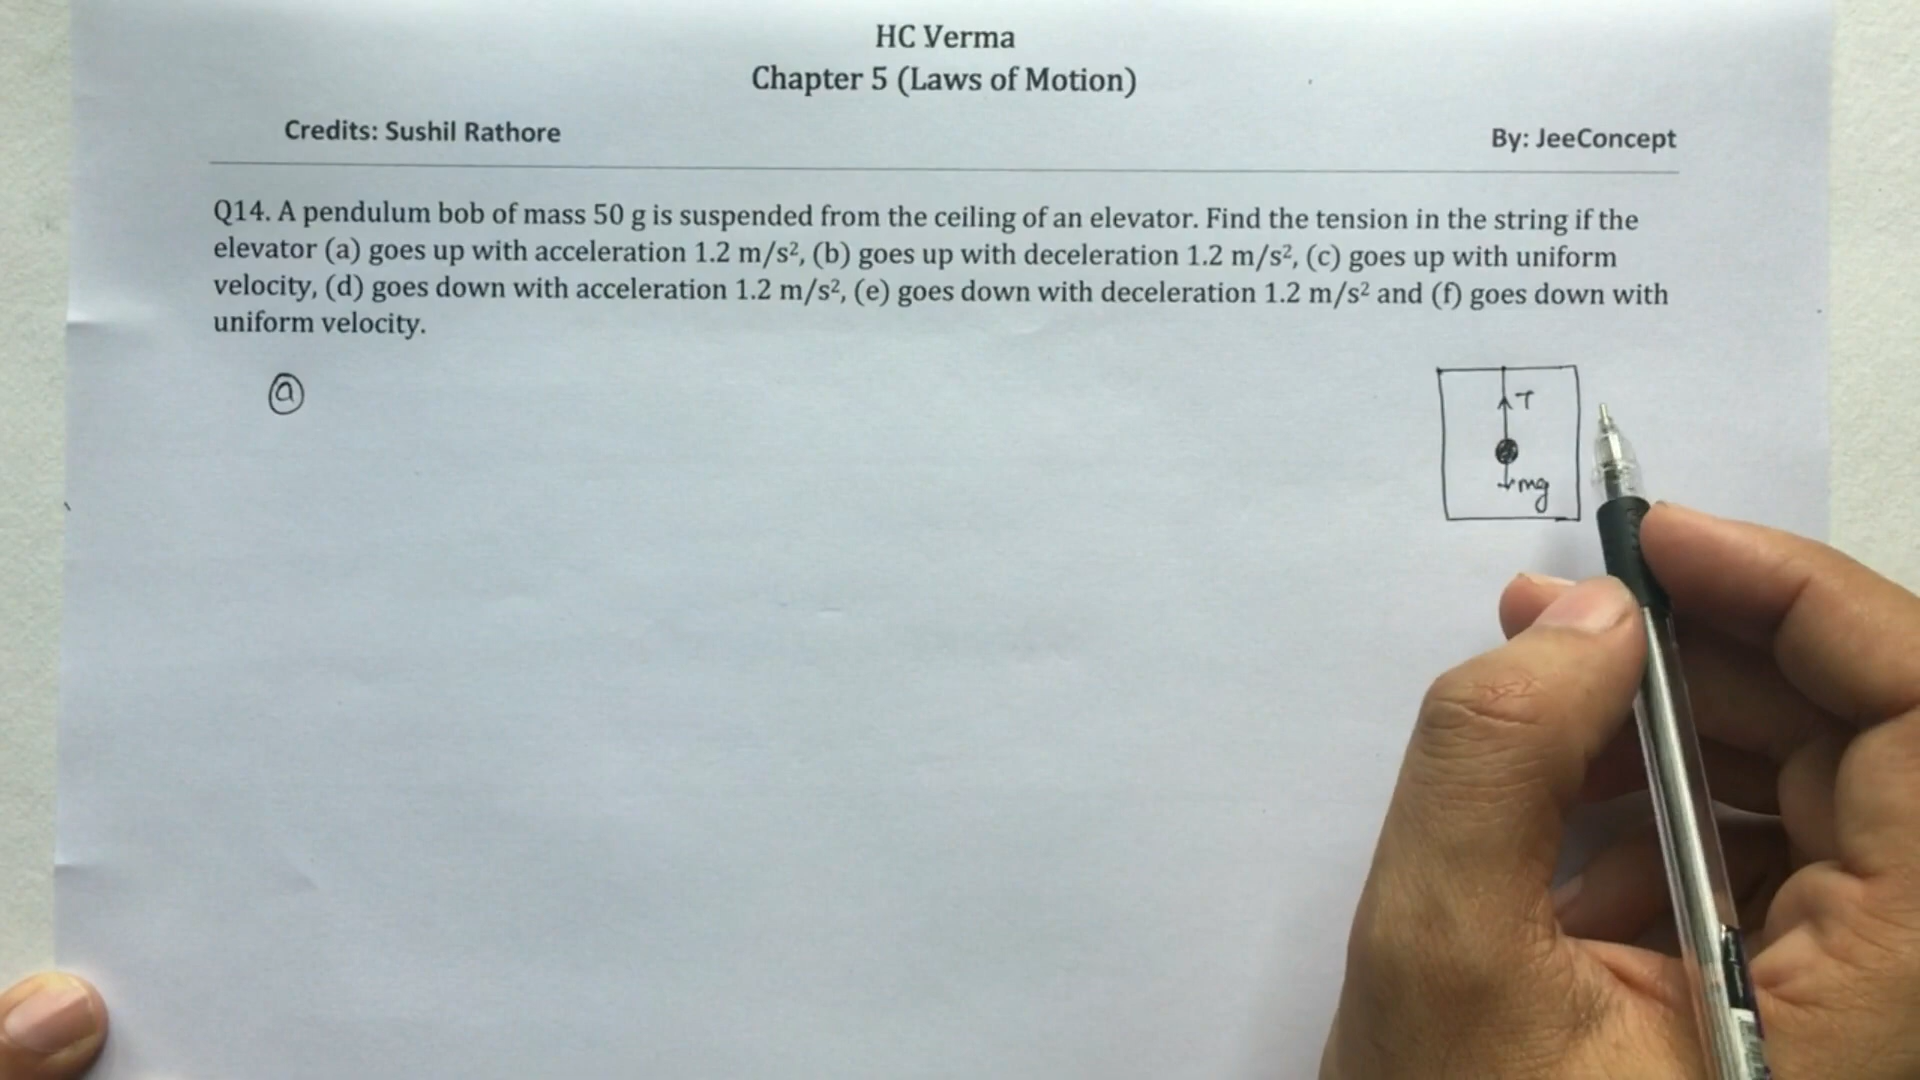 HC Verma
Chapter 5 (Laws of Motion)
Credits: Sushil Rathore
By: JeeConcept
Q14. A pendulum bob of mass 50 g is suspended from the ceiling of an elevator. Find the tension in the string if the
elevator (a) goes up with acceleration 1.2 m/s², (b) goes up with deceleration 1.2 m/s², (c) goes up with uniform
velocity, (d) goes down with acceleration 1.2 m/s², (e) goes down with deceleration 1.2 m/s² and (f) goes down with
uniform velocity.
ⓐ
T
mg